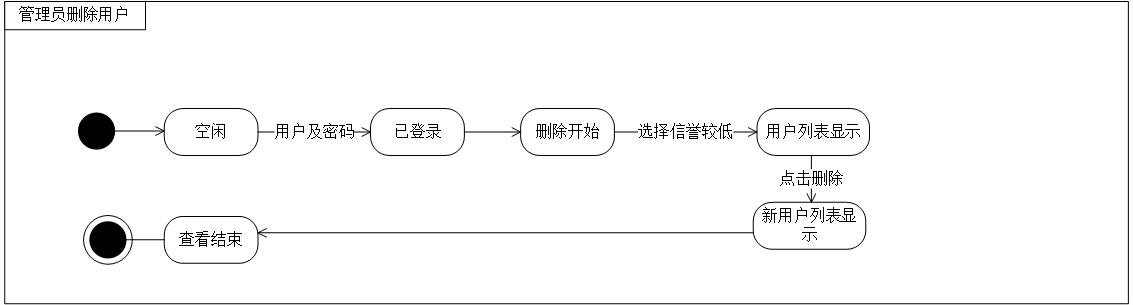 管理员删除用户
空闲
用户及密码
已登录
删除开始
选择信誉较低
用户列表显示
点击删除
新用户列表显
示
查看结束